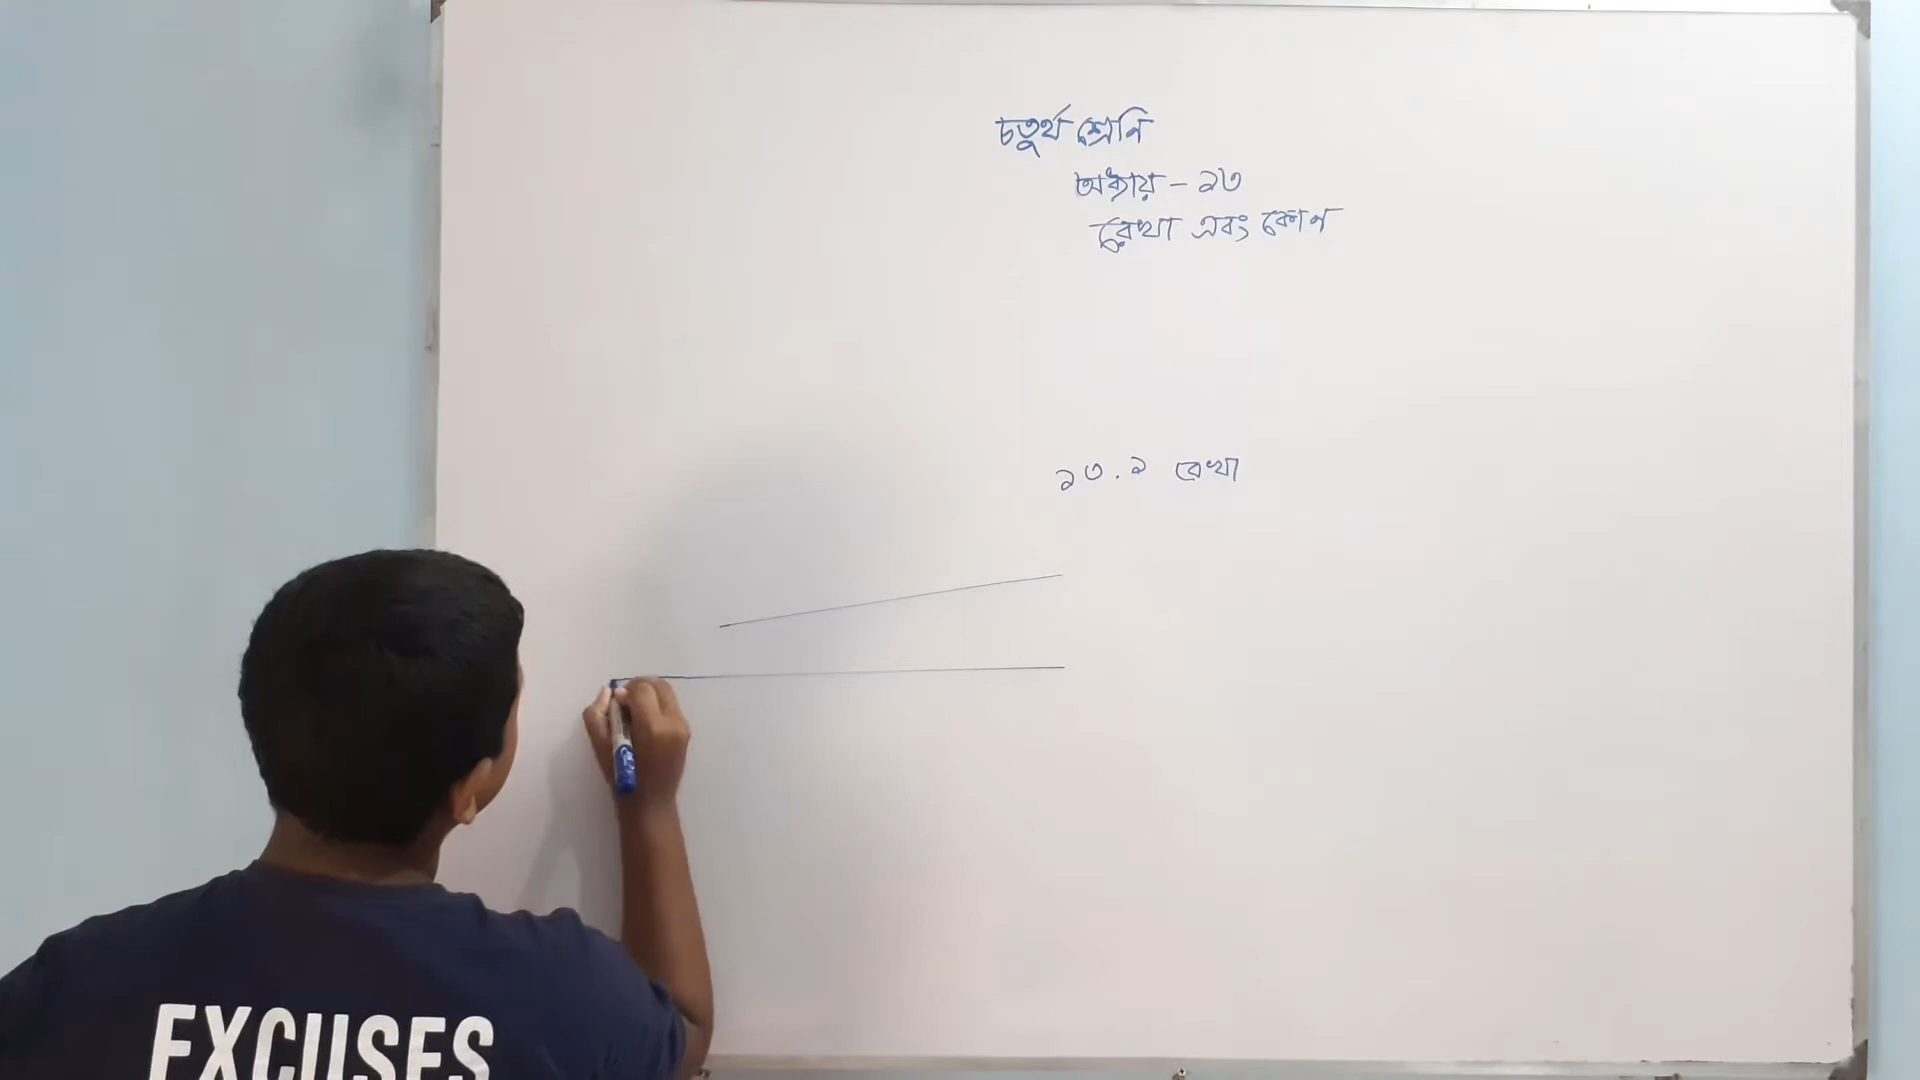 চতুর্থ শ্রেনি
অধ্যায় - ১৩
রেখা এবং কোণ
১৩.১ রেখা
EXCUSES